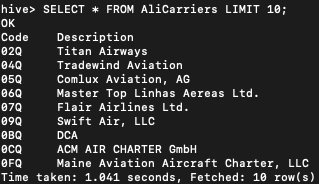 hive> SELECT * FROM AliCarriers LIMIT 10;
OK
Code Description
02Q Titan Airways
04Q Tradewind Aviation
05Q Comlux Aviation, AG
06Q Master Top Linhas Aereas Ltd.
07Q Flair Airlines Ltd.
09Q Swift Air, LLC
0BQ DCA
0CQ ACM AIR CHARTER GmbH
0FQ Maine Aviation Aircraft Charter, LLC
Time taken: 1.041 seconds, Fetched: 10 row(s)